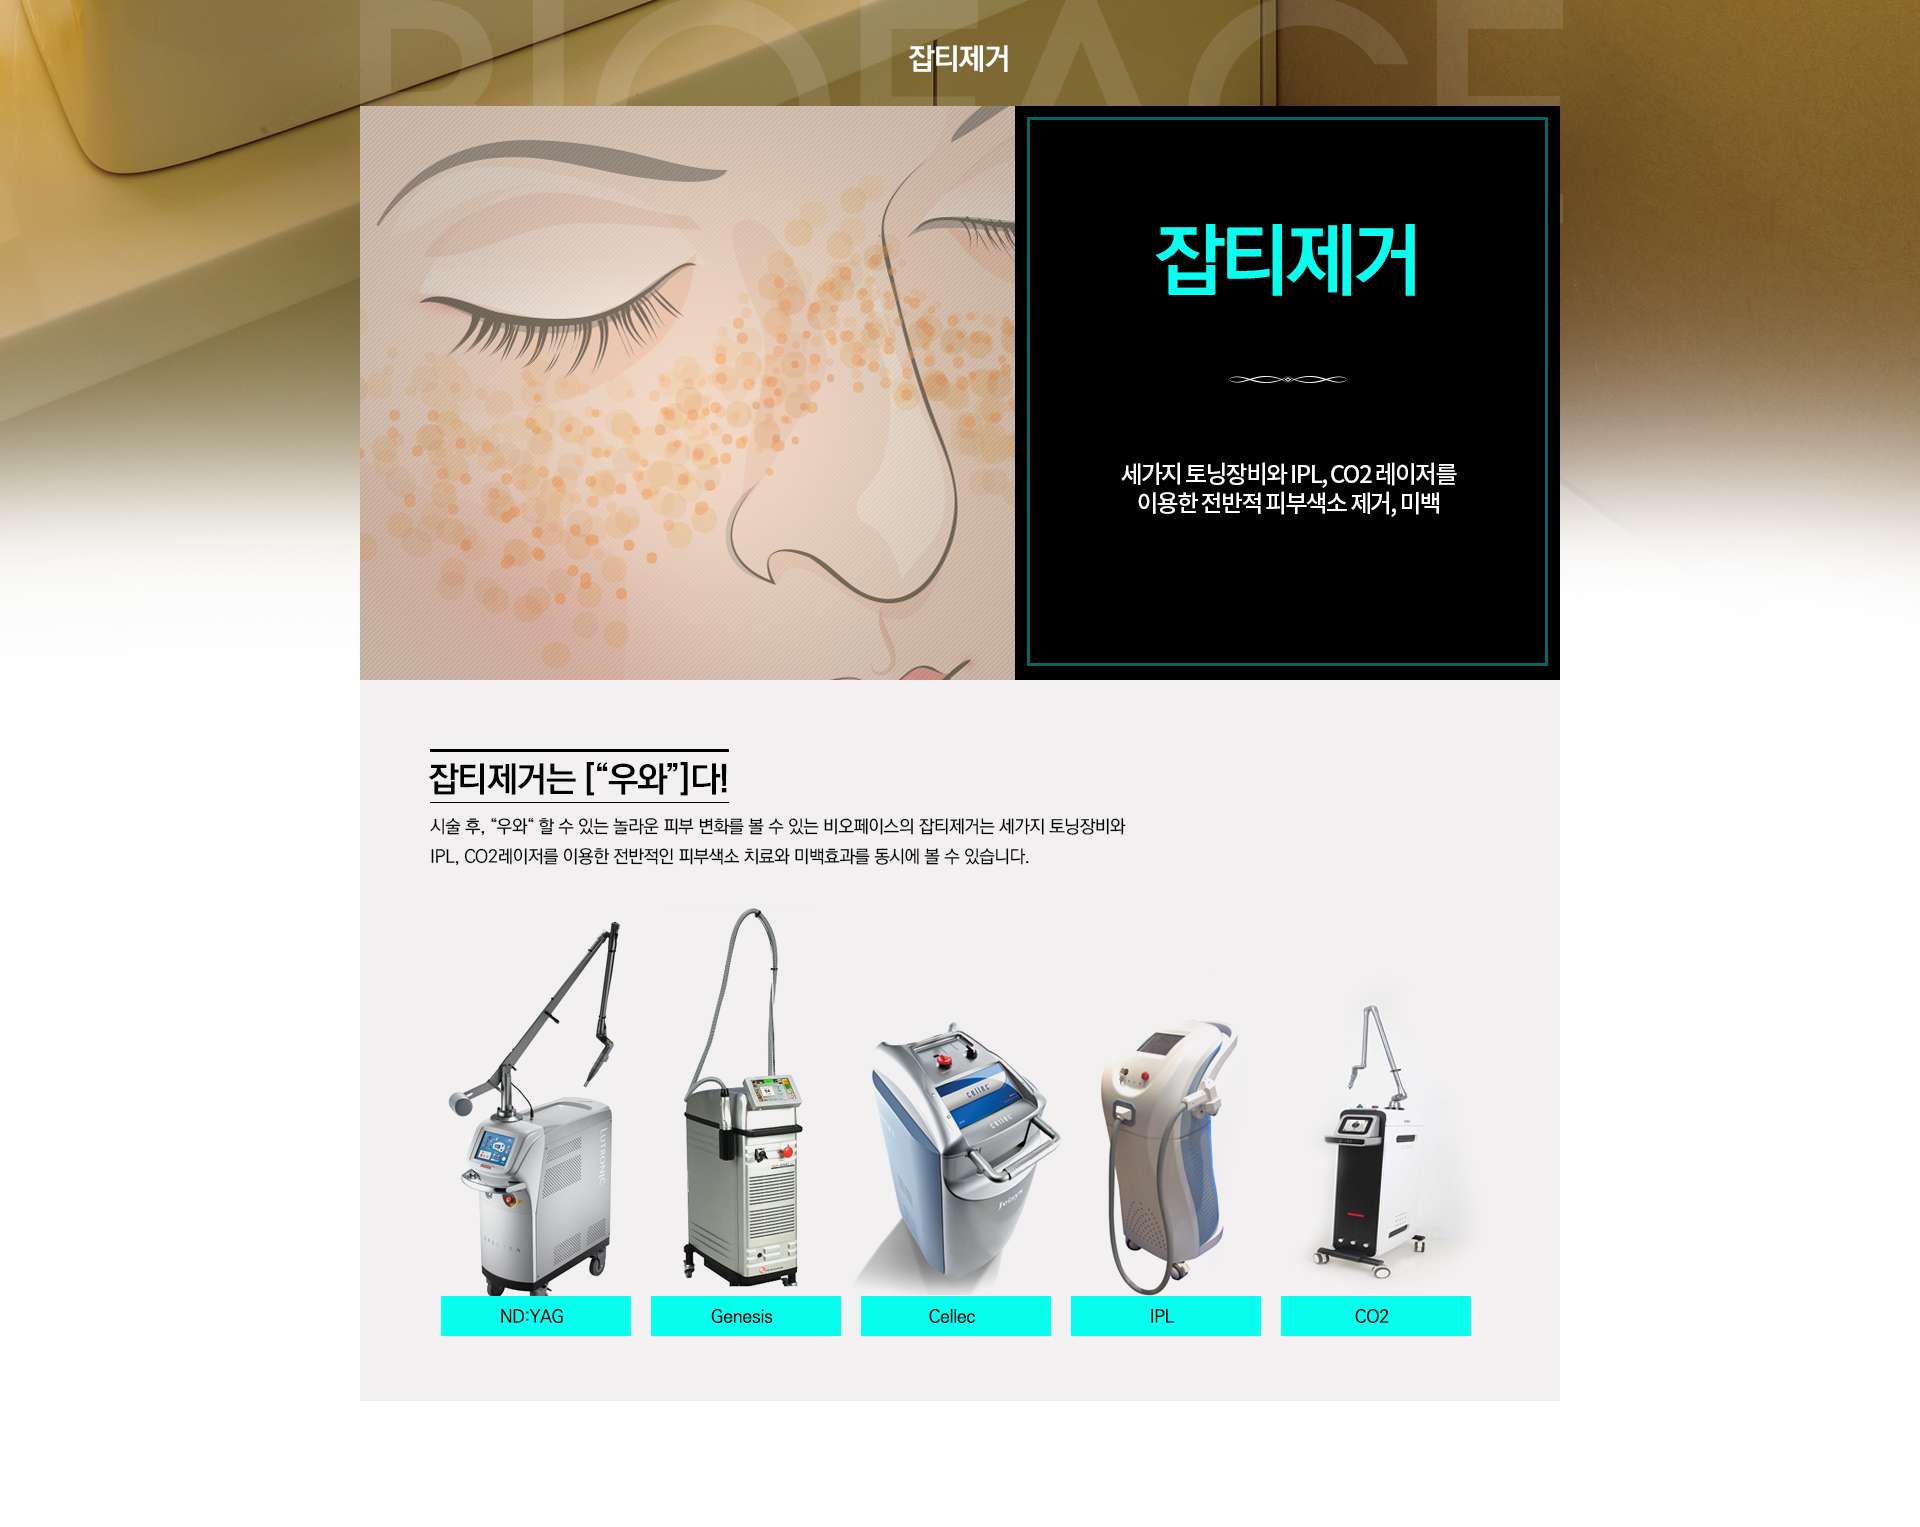 BIOFACE
잡티제거
잡티제거
세가지 토닝장비와 IPL, CO2 레이저를
이용한 전반적 피부색소 제거, 미백
잡티제거는 [“우와”]다!
시술 후, “우와“ 할 수 있는 놀라운 피부 변화를 볼 수 있는 비오페이스의 잡티제거는 세가지 토닝장비와
IPL, CO2레이저를 이용한 전반적인 피부색소 치료와 미백효과를 동시에 볼 수 있습니다.
LUTRONIC
SPECTRA
cellec
cellec
Jeisys
ND:YAG
Genesis
Cellec
IPL
CO2